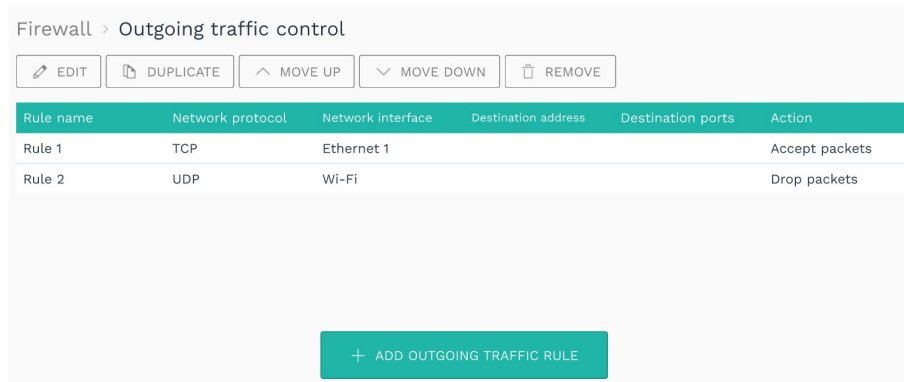 Firewall > Outgoing traffic control
EDIT DUPLICATE MOVE UP MOVE DOWN REMOVE
Rule name Network protocol Network interface Destination address Destination ports Action
Rule 1 TCP Ethernet 1 Accept packets
Rule 2 UDP Wi-Fi Drop packets
+ ADD OUTGOING TRAFFIC RULE